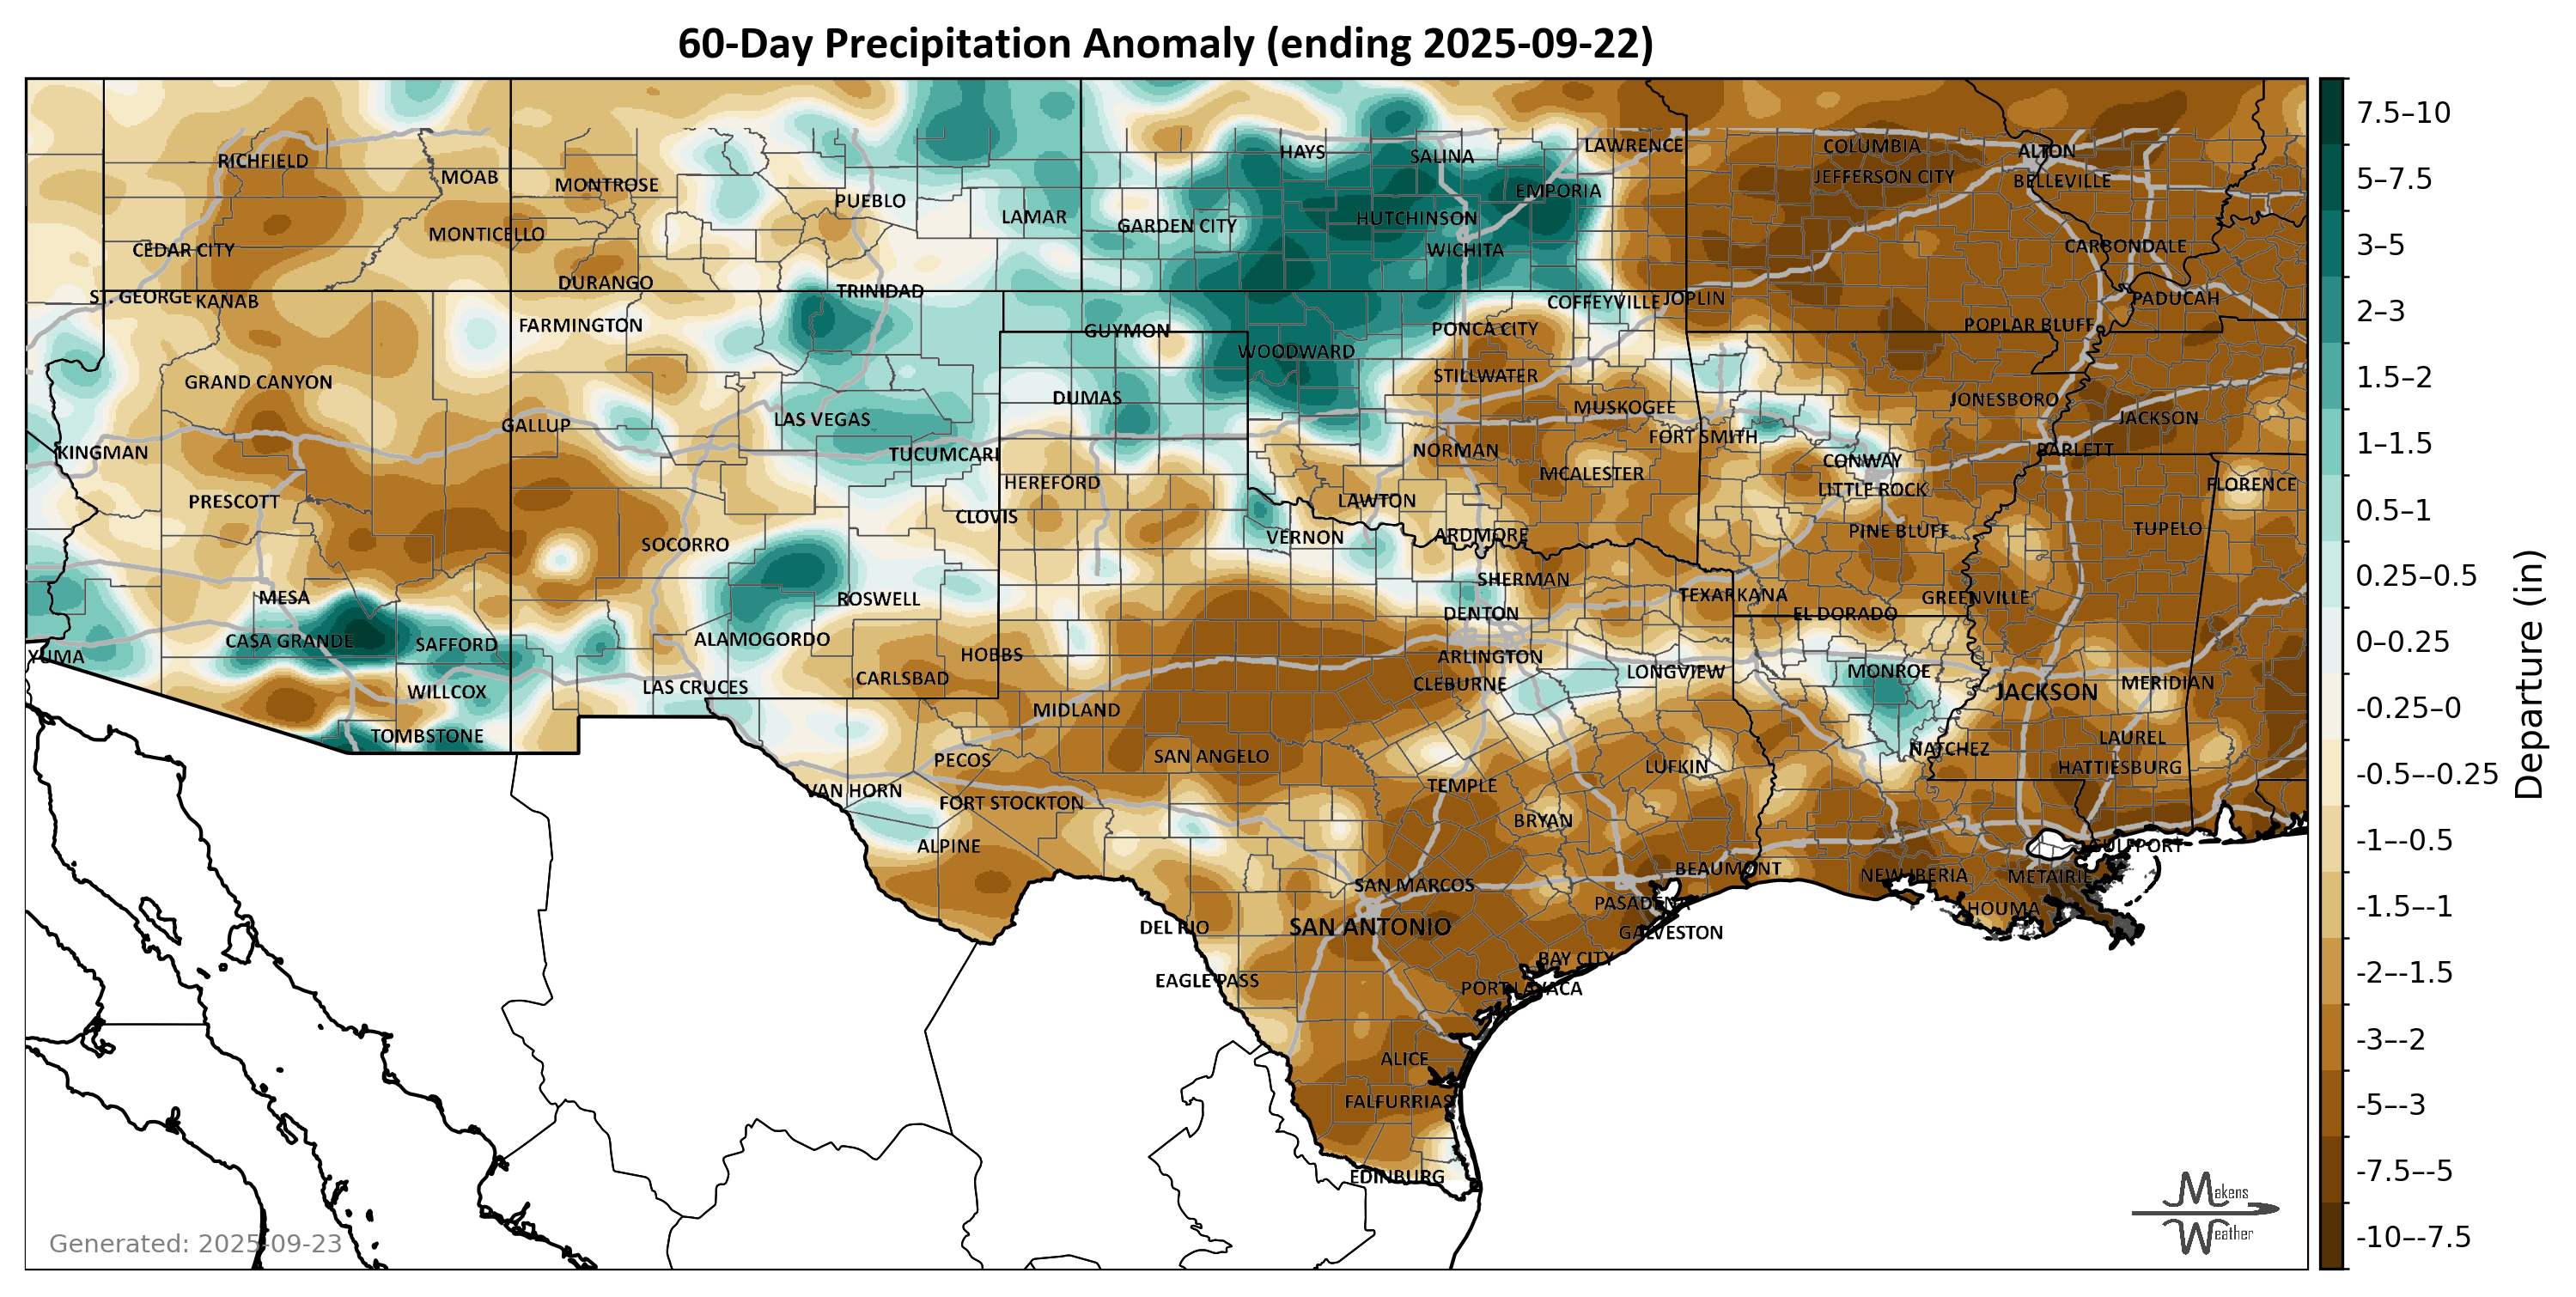 60-Day Precipitation Anomaly (ending 2025-09-22)
RICHFIELD
MOAB
MONTROSE
PUEBLO
LAMAR
MONTICELLO
CEDAR CITY
DURANGO
TRINIDAD
ST. GEORGE
KANAB
FARMINGTON
GRAND CANYON
GALLUP
LAS VEGAS
TUCUMCARI
KINGMAN
PRESCOTT
SOCORRO
CLOVIS
MESA
ROSWELL
CASA GRANDE
SAFFORD
ALAMOGORDO
HOBBS
YUMA
WILLCOX
LAS CRUCES
CARLSBAD
TOMBSTONE
HAYS
SALINA
LAWRENCE
EMPORIA
GARDEN CITY
HUTCHINSON
WICHITA
COFFEYVILLE
JOPLIN
GUYMON
PONCA CITY
WOODWARD
STILLWATER
DUMAS
MUSKOGEE
NORMAN
FORT SMITH
MCALESTER
HEREFORD
LAWTON
VERNON
ARDMORE
SHERMAN
DENTON
ARLINGTON
CLEBURNE
LONGVIEW
MIDLAND
SAN ANGELO
PECOS
VAN HORN
FORT STOCKTON
ALPINE
TEMPLE
LUFKIN
BRYAN
BEAUMONT
SAN MARCOS
PASADENA
DEL RIO
SAN ANTONIO
GALVESTON
BAY CITY
EAGLE PASS
PORT LAVACA
ALICE
FALFURRIAS
EDINBURG
COLUMBIA
ALTON
JEFFERSON CITY
BELLEVILLE
CARBONDALE
PADUCAH
POPLAR BLUFF
JONESBORO
JACKSON
BARLETT
CONWAY
LITTLE ROCK
FLORENCE
PINE BLUFF
TUPELO
TEXARKANA
GREENVILLE
EL DORADO
MONROE
JACKSON
MERIDIAN
NATCHEZ
LAUREL
HATTIESBURG
GULFPORT
NEW IBERIA
METAIRIE
HOUMA
7.5–10
5–7.5
3–5
2–3
1.5–2
1–1.5
0.5–1
0.25–0.5
0–0.25
-0.25–0
-0.5–-0.25
-1–-0.5
-1.5–-1
-2–-1.5
-3–-2
-5–-3
-7.5–-5
-10–-7.5
Departure (in)
Generated: 2025-09-23
Makens
Weather